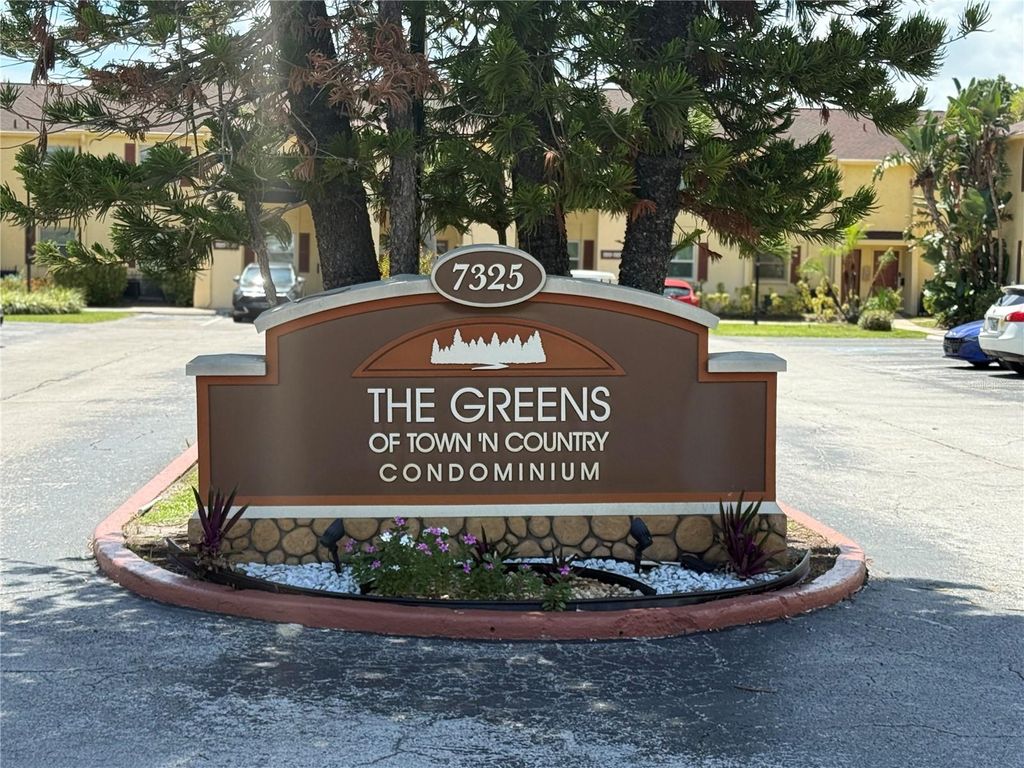 7325
THE GREENS
OF TOWN 'N COUNTRY
CONDOMINIUM